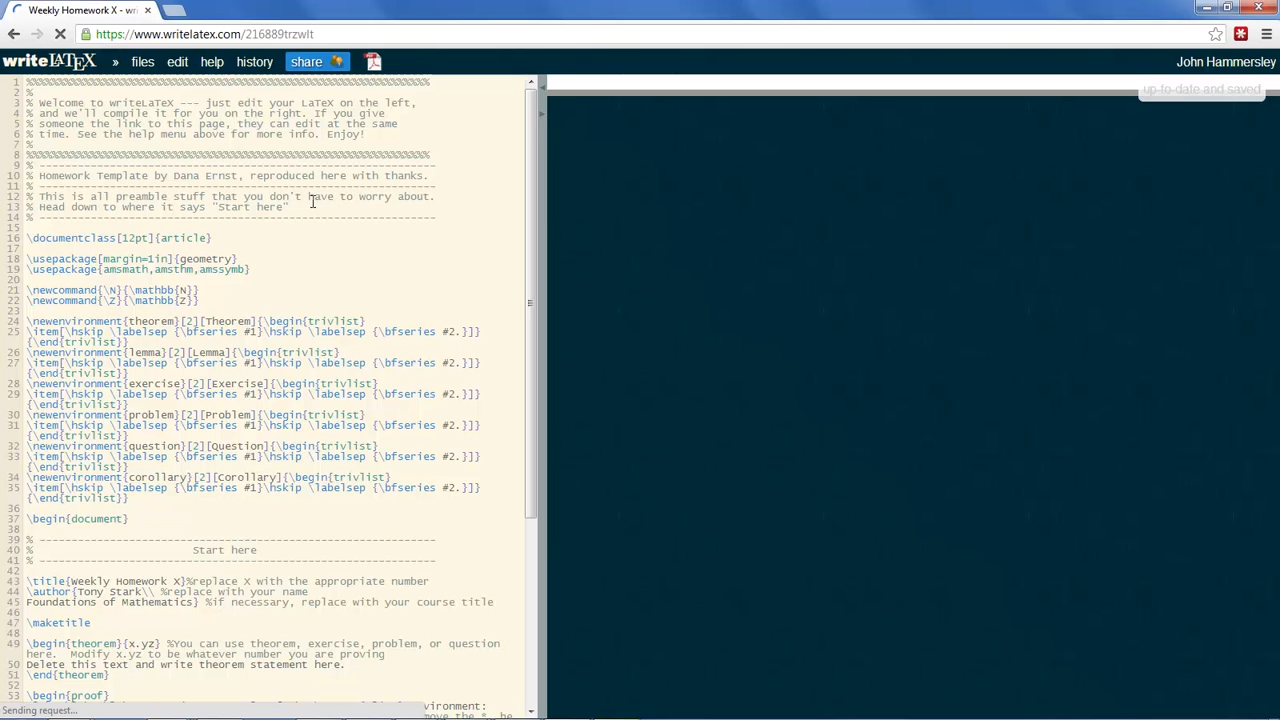 Weekly Homework X - wr
https://www.writelatex.com/216889trzwlt
writeLATEX » files edit help history share John Hammersley
up-to-date and saved
1 %%%%%%%%%%%%%%%%%%%%%%%%%%%%%%%%%%%%%%%%%%%%%%%%%%%%%%%%%%%%%%%
2 %
3 % Welcome to writeLaTeX --- just edit your LaTeX on the left,
4 % and we'll compile it for you on the right. If you give
5 % someone the link to this page, they can edit at the same
6 % time. See the help menu above for more info. Enjoy!
7 %
8 %%%%%%%%%%%%%%%%%%%%%%%%%%%%%%%%%%%%%%%%%%%%%%%%%%%%%%%%%%%%%%%
9 % --------------------------------------------------------------
10 % Homework Template by Dana Ernst, reproduced here with thanks.
11 % --------------------------------------------------------------
12 % This is all preamble stuff that you don't have to worry about.
13 % Head down to where it says "Start here"
14 % --------------------------------------------------------------
15
16 \documentclass[12pt]{article}
17
18 \usepackage[margin=1in]{geometry}
19 \usepackage{amsmath,amsthm,amssymb}
20
21 \newcommand{\N}{\mathbb{N}}
22 \newcommand{\Z}{\mathbb{Z}}
23
24 \newenvironment{theorem}[2][Theorem]{\begin{trivlist}
25 \item[\hskip \labelsep {\bfseries #1}\hskip \labelsep {\bfseries #2.}]}
{\end{trivlist}}
26 \newenvironment{lemma}[2][Lemma]{\begin{trivlist}
27 \item[\hskip \labelsep {\bfseries #1}\hskip \labelsep {\bfseries #2.}]}
{\end{trivlist}}
28 \newenvironment{exercise}[2][Exercise]{\begin{trivlist}
29 \item[\hskip \labelsep {\bfseries #1}\hskip \labelsep {\bfseries #2.}]}
{\end{trivlist}}
30 \newenvironment{problem}[2][Problem]{\begin{trivlist}
31 \item[\hskip \labelsep {\bfseries #1}\hskip \labelsep {\bfseries #2.}]}
{\end{trivlist}}
32 \newenvironment{question}[2][Question]{\begin{trivlist}
33 \item[\hskip \labelsep {\bfseries #1}\hskip \labelsep {\bfseries #2.}]}
{\end{trivlist}}
34 \newenvironment{corollary}[2][Corollary]{\begin{trivlist}
35 \item[\hskip \labelsep {\bfseries #1}\hskip \labelsep {\bfseries #2.}]}
{\end{trivlist}}
36
37 \begin{document}
38
39 % --------------------------------------------------------------
40 % Start here
41 % --------------------------------------------------------------
42
43 \title{Weekly Homework X}%replace X with the appropriate number
44 \author{Tony Stark\\ %replace with your name
45 Foundations of Mathematics} %if necessary, replace with your course title
46
47 \maketitle
48
49 \begin{theorem}{x.yz} %You can use theorem, exercise, problem, or question
here. Modify x.yz to be whatever number you are proving
50 Delete this text and write theorem statement here.
51 \end{theorem}
52
53 \begin{proof}
Sending request... vironment: